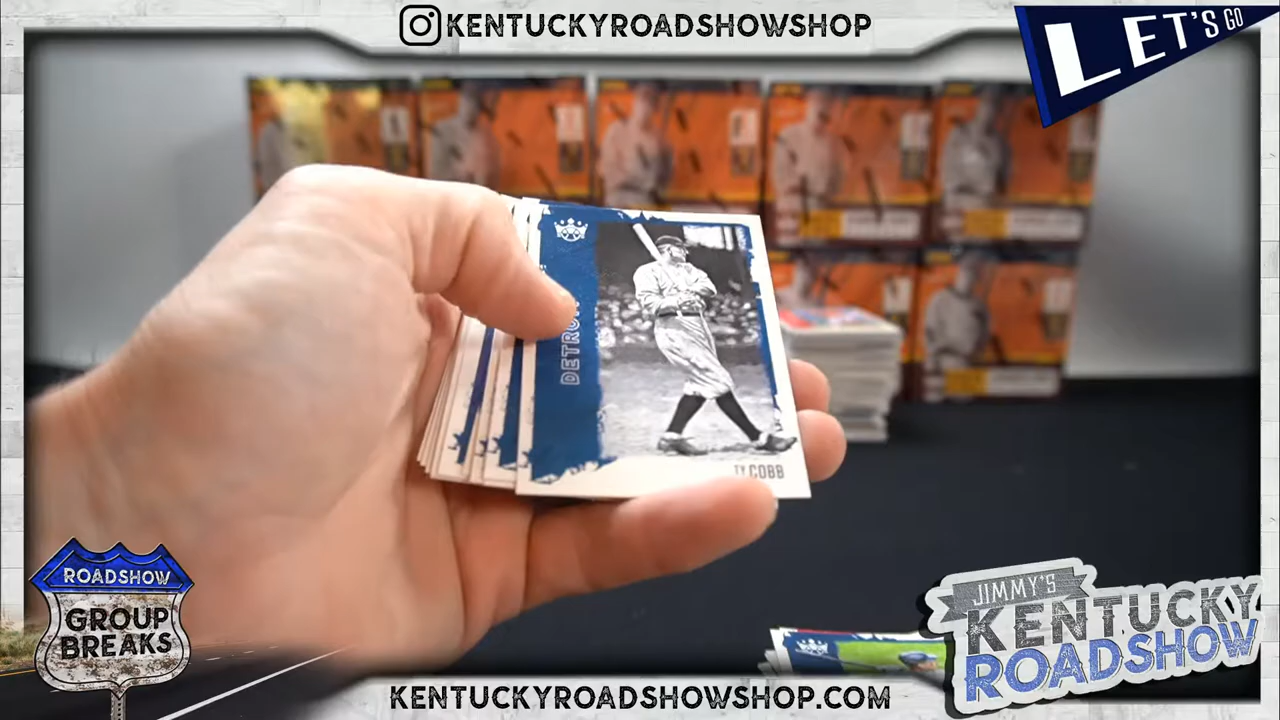 KENTUCKYROADSHOWSHOP
LET'S GO
DETROIT
TY COBB
ROADSHOW
GROUP
BREAKS
JIMMY'S
KENTUCKY
ROADSHOW
KENTUCKYROADSHOWSHOP.COM